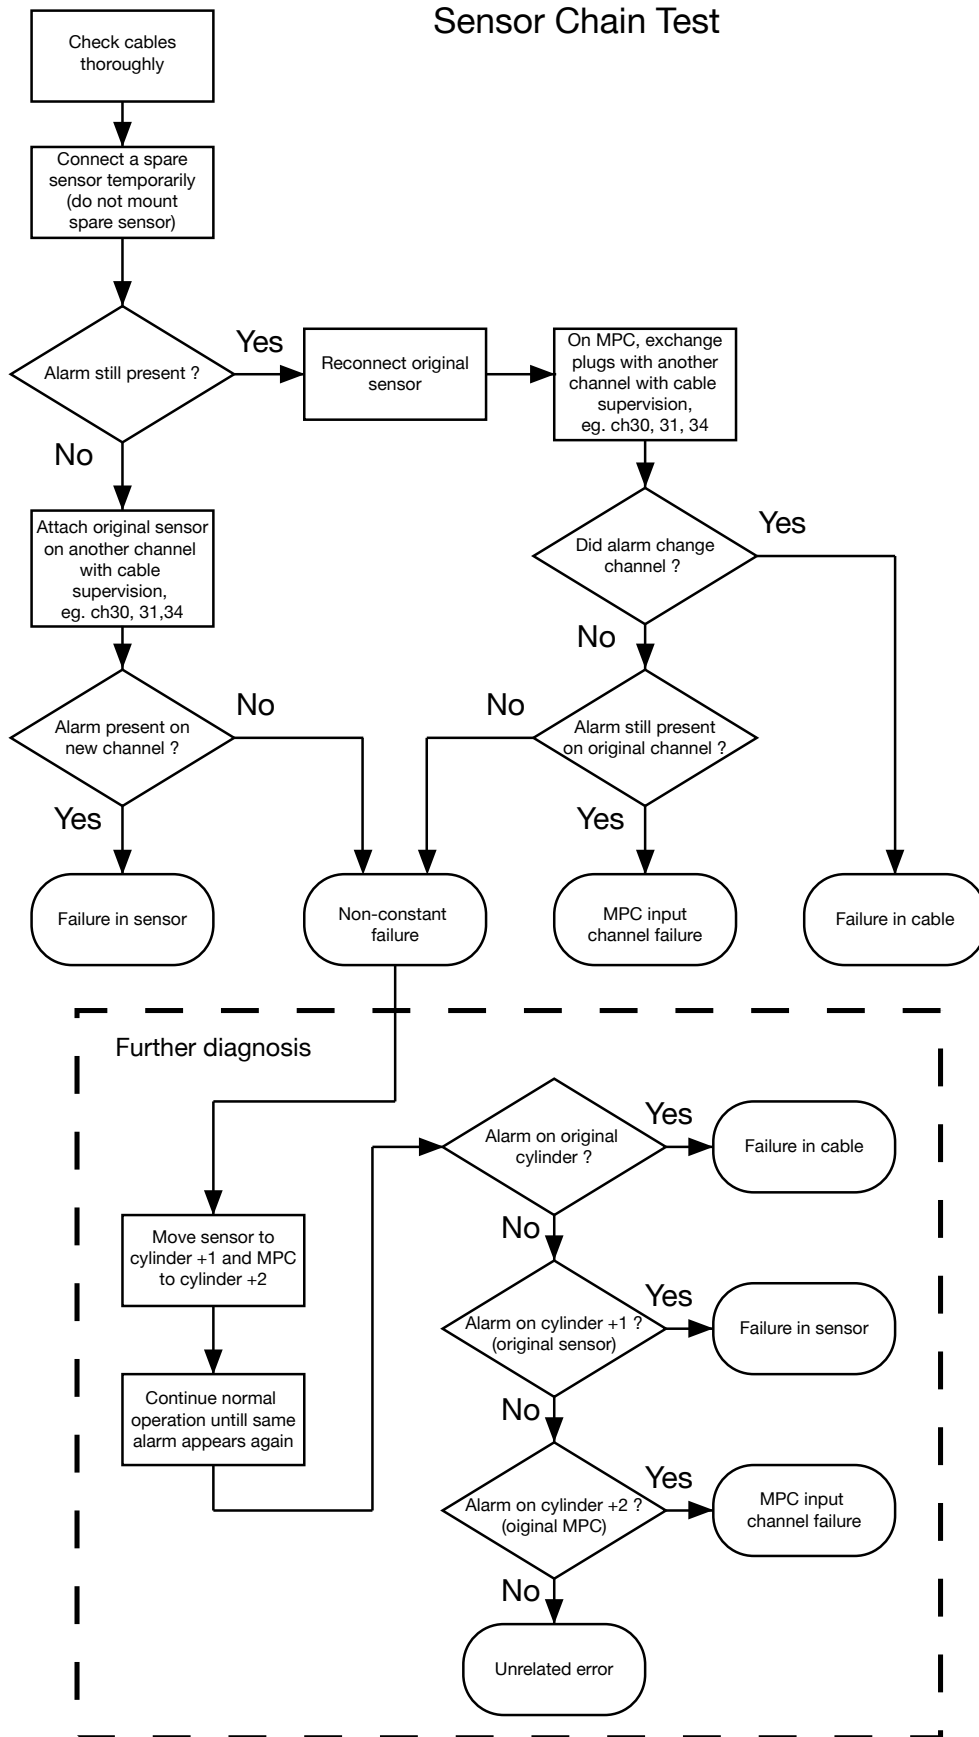 Sensor Chain Test
Check cables
thoroughly
Connect a spare
sensor temporarily
(do not mount
spare sensor)
Alarm still present ?
Yes
Reconnect original
sensor
On MPC, exchange
plugs with another
channel with cable
supervision,
eg. ch30, 31, 34
No
Attach original sensor
on another channel
with cable
supervision,
eg. ch30, 31,34
Did alarm change
channel ?
Yes
No
Alarm present on
new channel ?
No
No
Alarm still present
on original channel ?
Yes
Yes
Failure in sensor
Non-constant
failure
MPC input
channel failure
Failure in cable
Further diagnosis
Alarm on original
cylinder ?
Yes
Failure in cable
No
Move sensor to
cylinder +1 and MPC
to cylinder +2
Alarm on cylinder +1 ?
(original sensor)
Yes
Failure in sensor
No
Continue normal
operation untill same
alarm appears again
Alarm on cylinder +2 ?
(oiginal MPC)
Yes
MPC input
channel failure
No
Unrelated error